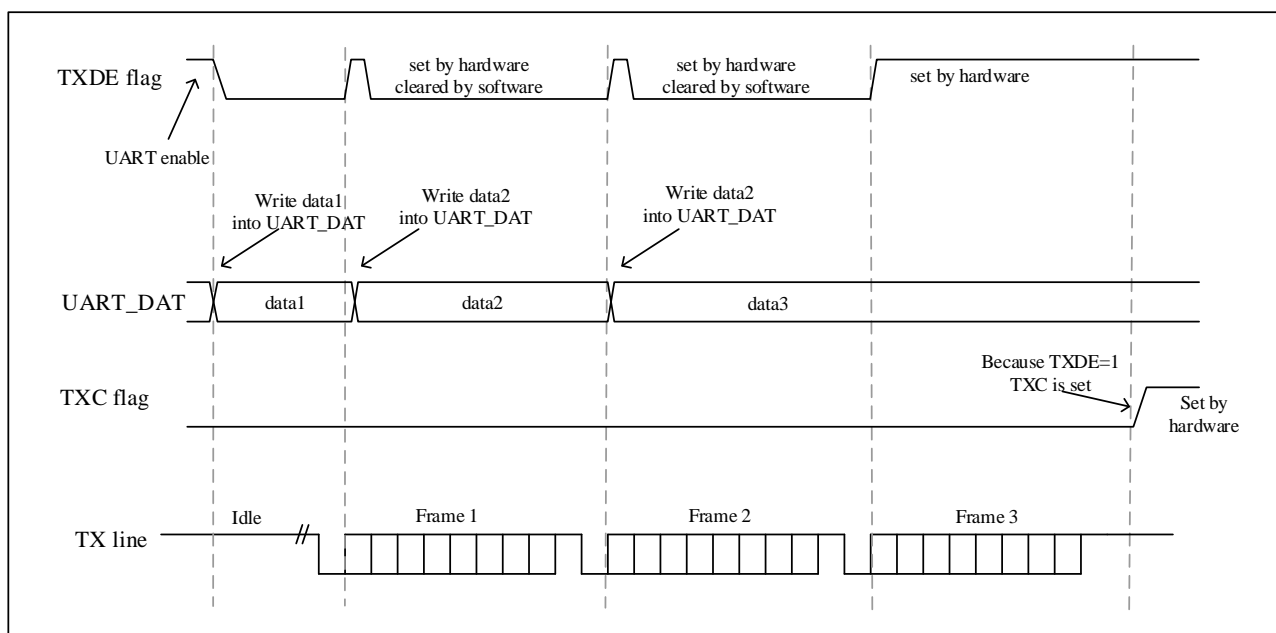 TXDE flag
set by hardware
cleared by software
set by hardware
cleared by software
set by hardware
UART enable
Write data1
into UART_DAT
Write data2
into UART_DAT
Write data2
into UART_DAT
UART_DAT
data1
data2
data3
Because TXDE=1
TXC is set
TXC flag
Set by
hardware
Idle
Frame 1
Frame 2
Frame 3
TX line